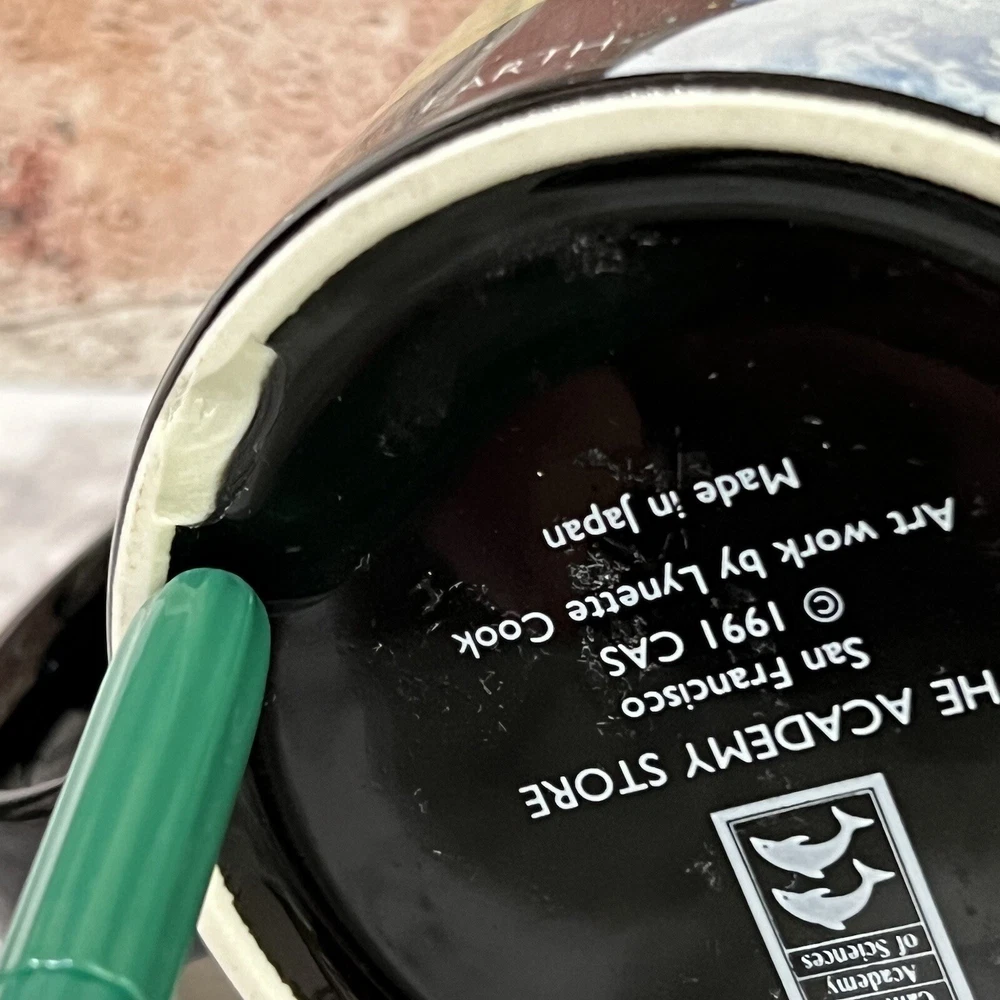 Academy
of Sciences
HE ACADEMY STORE
San Francisco
© 1991 CAS
Art work by Lynette Cook
Made in Japan
EARTH